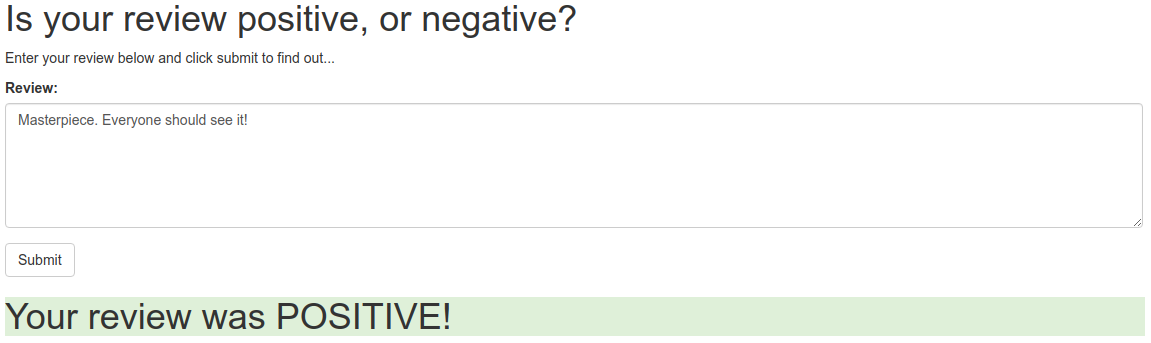 Is your review positive, or negative?
Enter your review below and click submit to find out...
Review:
Masterpiece. Everyone should see it!
Submit
Your review was POSITIVE!